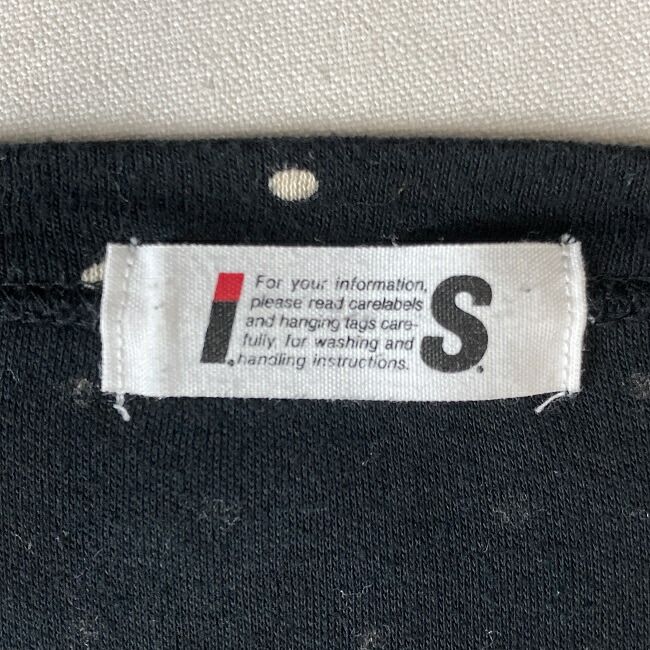 I.S.
For your information,
please read carelabels
and hanging tags care-
fully, for washing and
handling instructions.